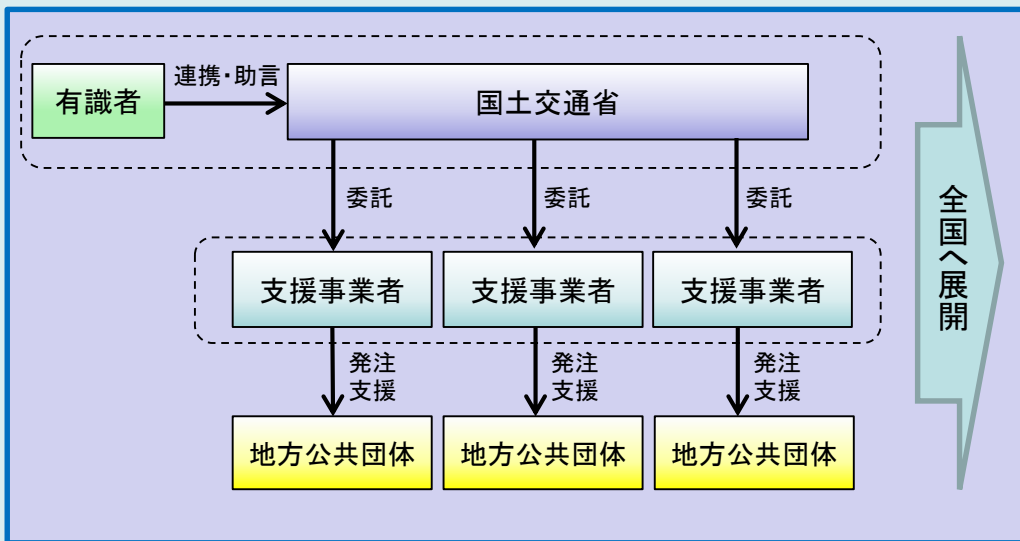 連携・助言
有識者
国土交通省
委託
委託
委託
支援事業者
支援事業者
支援事業者
発注
支援
発注
支援
発注
支援
地方公共団体
地方公共団体
地方公共団体
全国へ展開